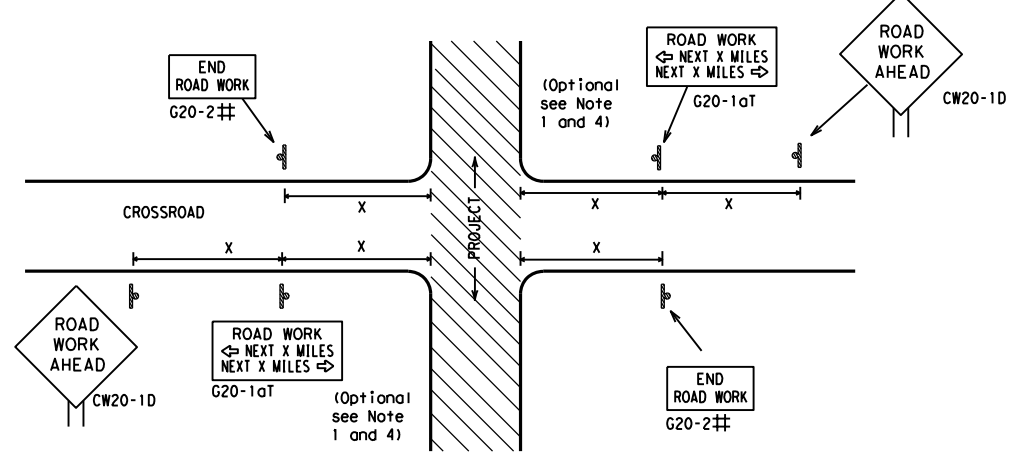 END
ROAD WORK
G20-2⌗
ROAD WORK
⇦ NEXT X MILES
NEXT X MILES ⇨
G20-1aT
(Optional
see Note
1 and 4)
ROAD
WORK
AHEAD
CW20-1D
X
X
X
CROSSROAD
PROJECT
X
X
X
ROAD
WORK
AHEAD
CW20-1D
ROAD WORK
⇦ NEXT X MILES
NEXT X MILES ⇨
G20-1aT
(Optional
see Note
1 and 4)
END
ROAD WORK
G20-2⌗